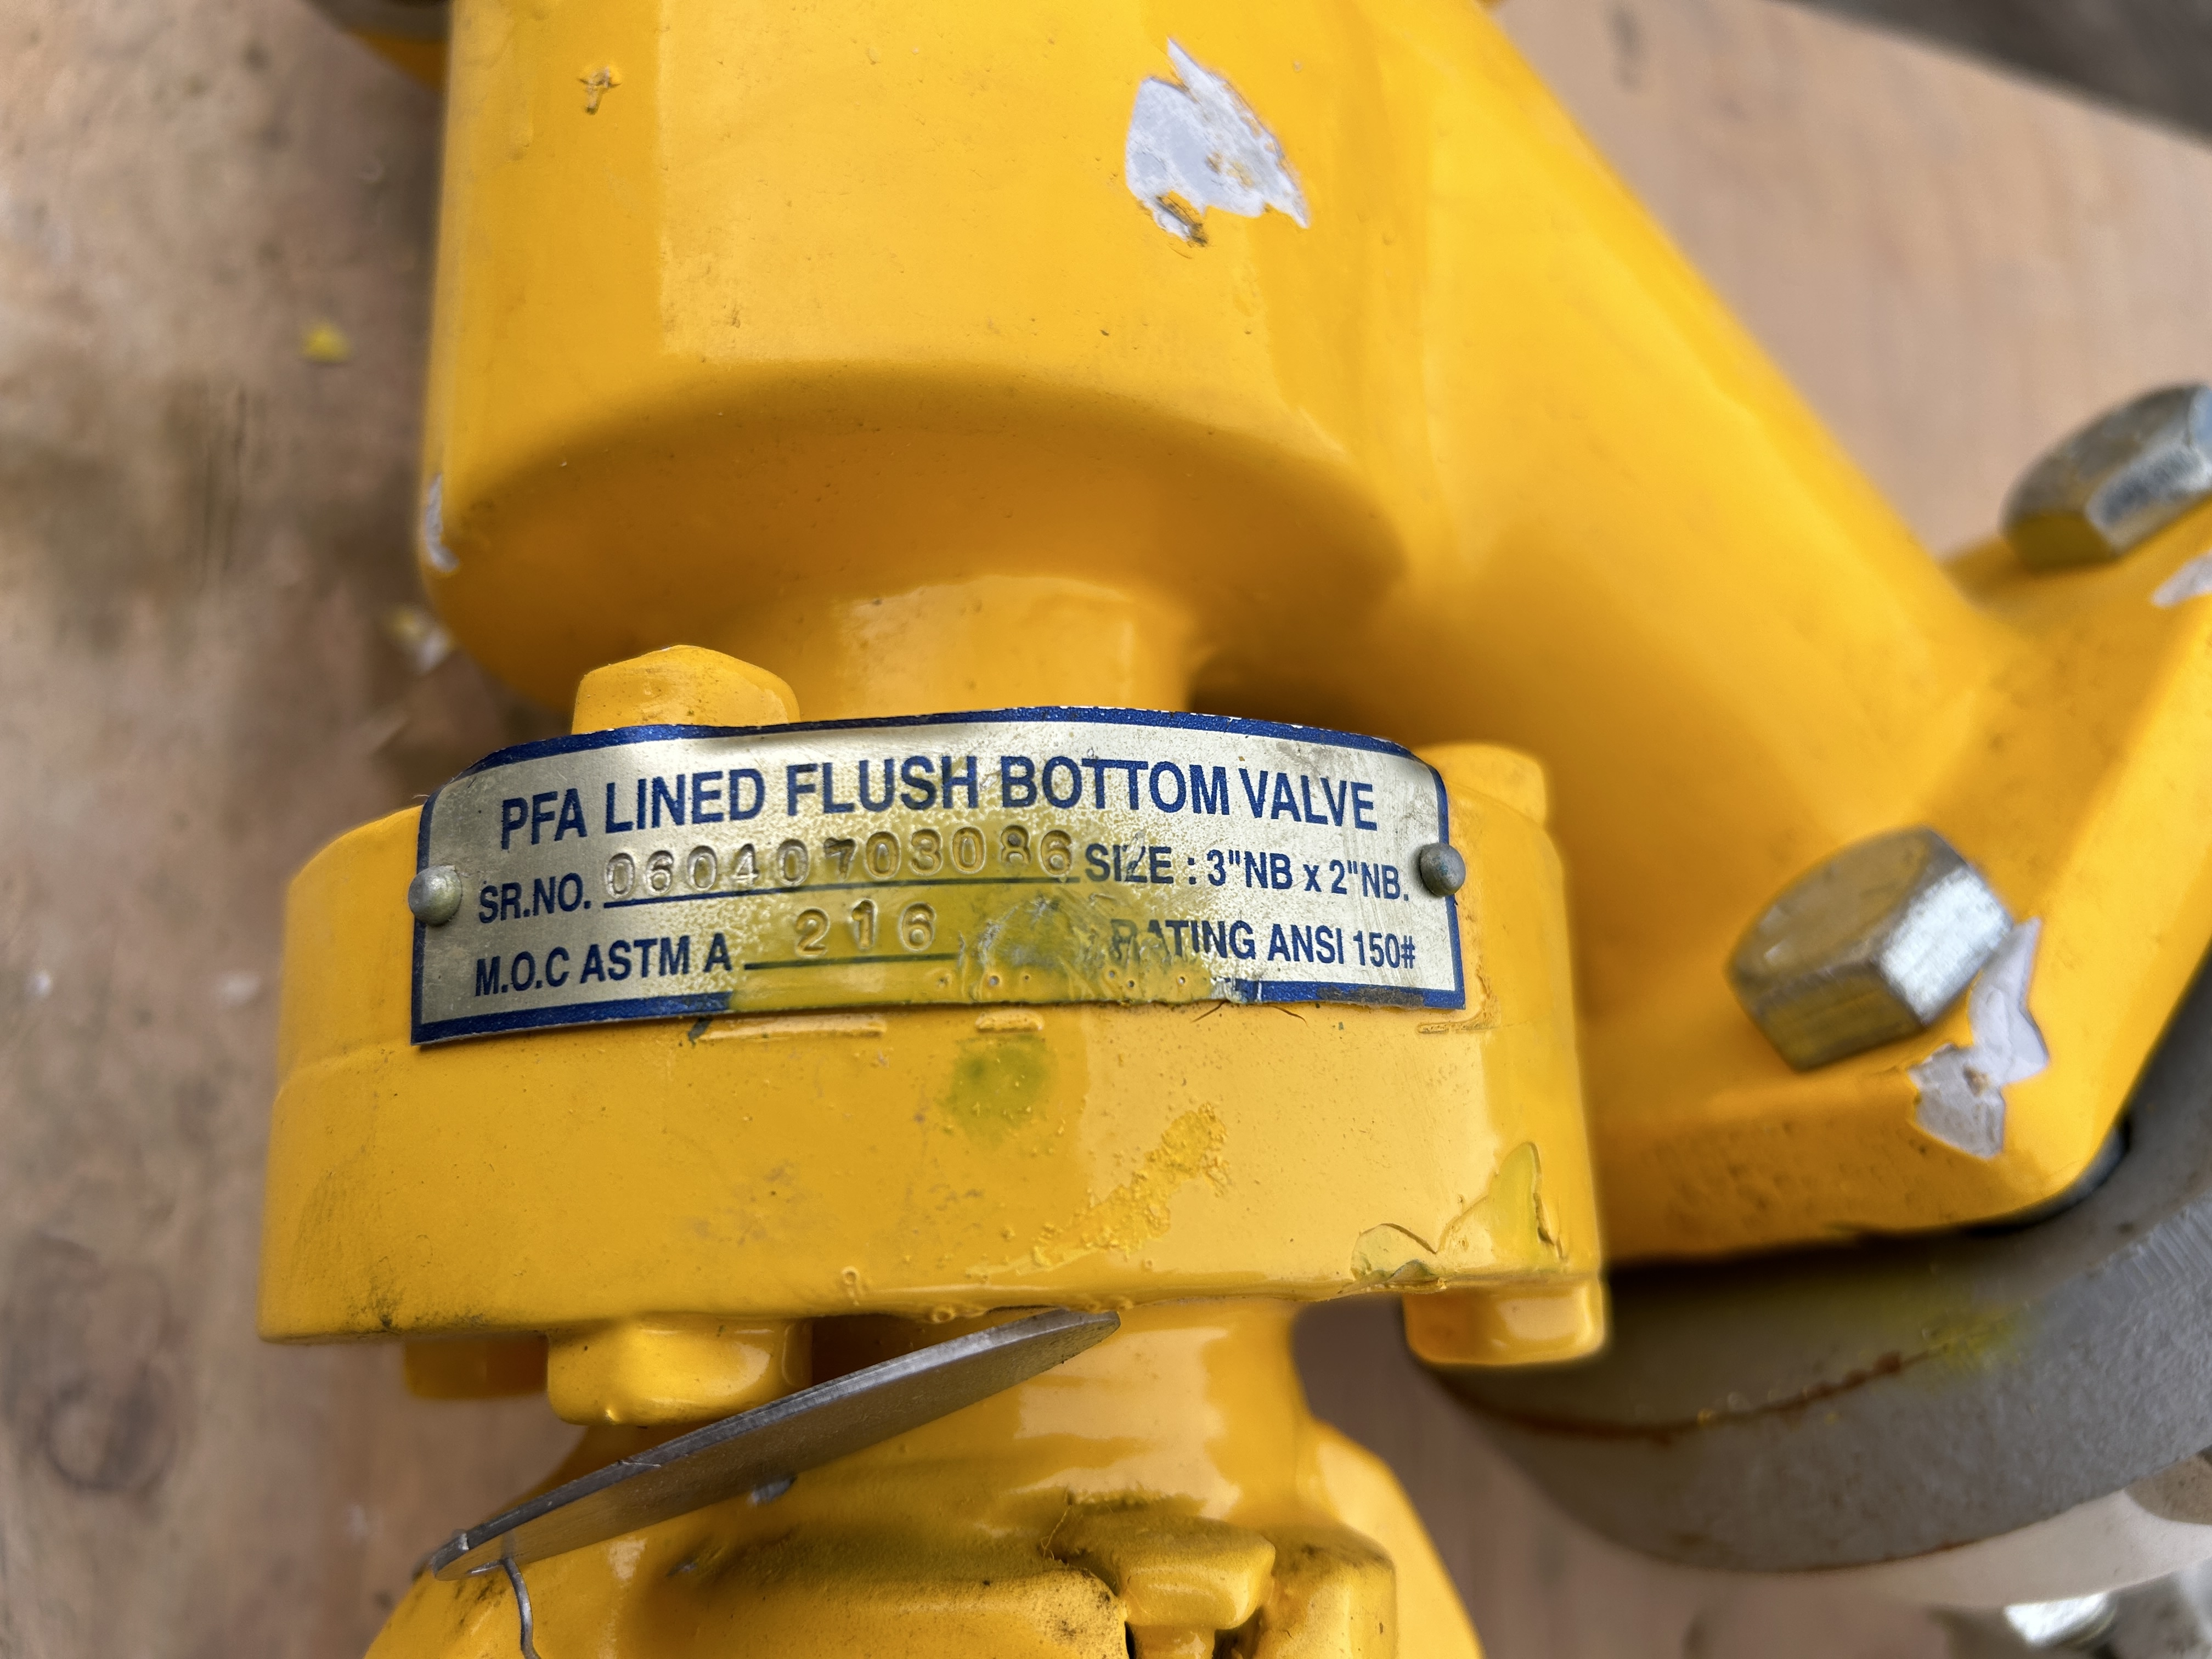 PFA LINED FLUSH BOTTOM VALVE
SR.NO. 06040703086 SIZE : 3"NB x 2"NB.
M.O.C ASTM A 216 RATING ANSI 150#